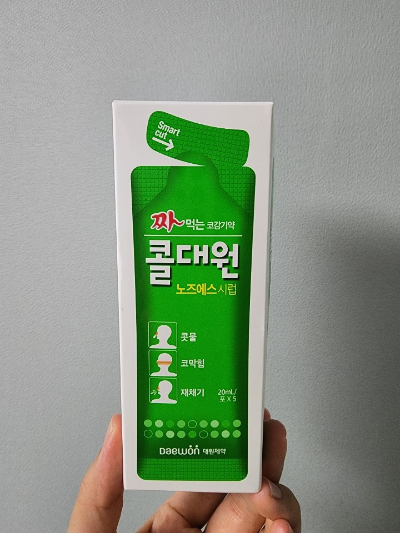 Smart
cut
짜 먹는 코감기약
콜대원
노즈에스 시럽
콧물
코막힘
재채기
20mL/
포 X 5
Daewon 대원제약